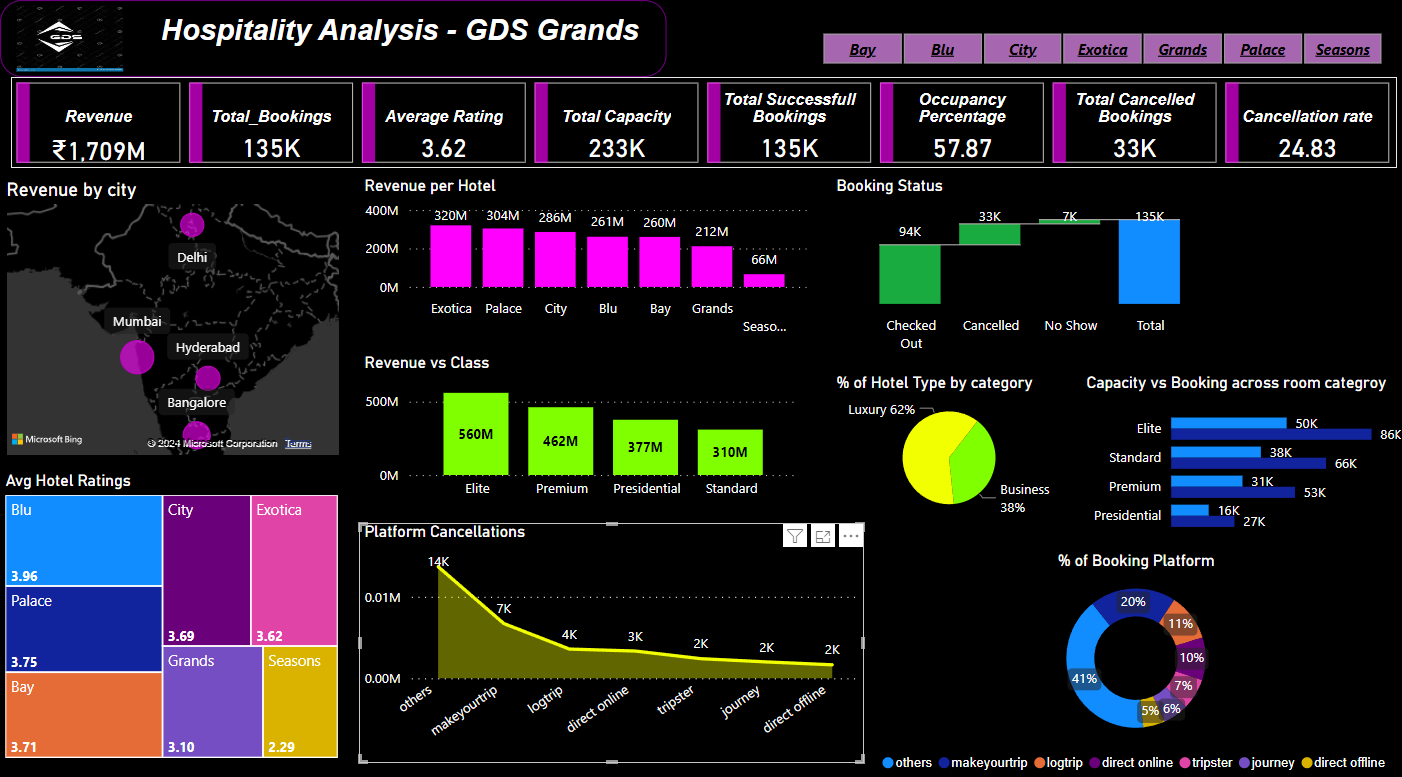 GDS
Hospitality Analysis - GDS Grands
Bay
Blu
City
Exotica
Grands
Palace
Seasons
Revenue
₹1,709M
Total_Bookings
135K
Average Rating
3.62
Total Capacity
233K
Total Successfull
Bookings
135K
Occupancy
Percentage
57.87
Total Cancelled
Bookings
33K
Cancellation rate
24.83
Revenue by city
Delhi
Mumbai
Hyderabad
Bangalore
Microsoft Bing
© 2024 Microsoft Corporation Terms
Revenue per Hotel
400M
200M
0M
320M
304M
286M
261M
260M
212M
66M
Exotica
Palace
City
Blu
Bay
Grands
Seaso...
Booking Status
94K
33K
7K
135K
Checked
Out
Cancelled
No Show
Total
Revenue vs Class
500M
0M
560M
462M
377M
310M
Elite
Premium
Presidential
Standard
% of Hotel Type by category
Luxury 62%
Business
38%
Capacity vs Booking across room categroy
Elite
50K
86K
Standard
38K
66K
Premium
31K
53K
Presidential
16K
27K
Avg Hotel Ratings
Blu
3.96
Palace
3.75
Bay
3.71
City
3.69
Exotica
3.62
Grands
3.10
Seasons
2.29
Platform Cancellations
0.01M
0.00M
14K
7K
4K
3K
2K
2K
2K
others
makeyourtrip
logtrip
direct online
tripster
journey
direct offline
% of Booking Platform
20%
11%
10%
7%
6%
5%
41%
others
makeyourtrip
logtrip
direct online
tripster
journey
direct offline